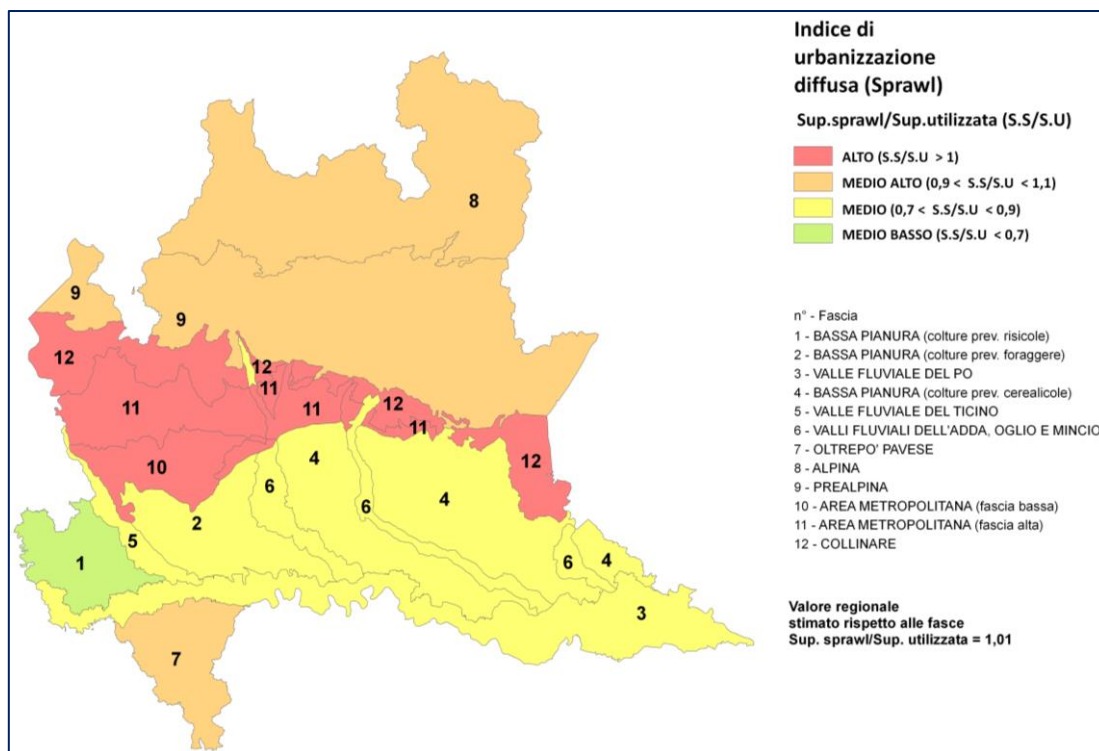 Indice di
urbanizzazione
diffusa (Sprawl)
Sup.sprawl/Sup.utilizzata (S.S/S.U)
ALTO (S.S/S.U > 1)
MEDIO ALTO (0,9 < S.S/S.U < 1,1)
MEDIO (0,7 < S.S/S.U < 0,9)
MEDIO BASSO (S.S/S.U < 0,7)
n° - Fascia
1 - BASSA PIANURA (colture prev. risicole)
2 - BASSA PIANURA (colture prev. foraggere)
3 - VALLE FLUVIALE DEL PO
4 - BASSA PIANURA (colture prev. cerealicole)
5 - VALLE FLUVIALE DEL TICINO
6 - VALLI FLUVIALI DELL'ADDA, OGLIO E MINCIO
7 - OLTREPO' PAVESE
8 - ALPINA
9 - PREALPINA
10 - AREA METROPOLITANA (fascia bassa)
11 - AREA METROPOLITANA (fascia alta)
12 - COLLINARE
Valore regionale
stimato rispetto alle fasce
Sup. sprawl/Sup. utilizzata = 1,01
8
9
9
12
12
11
11
11
12
11
10
4
12
6
4
2
6
5
1
6
4
3
7